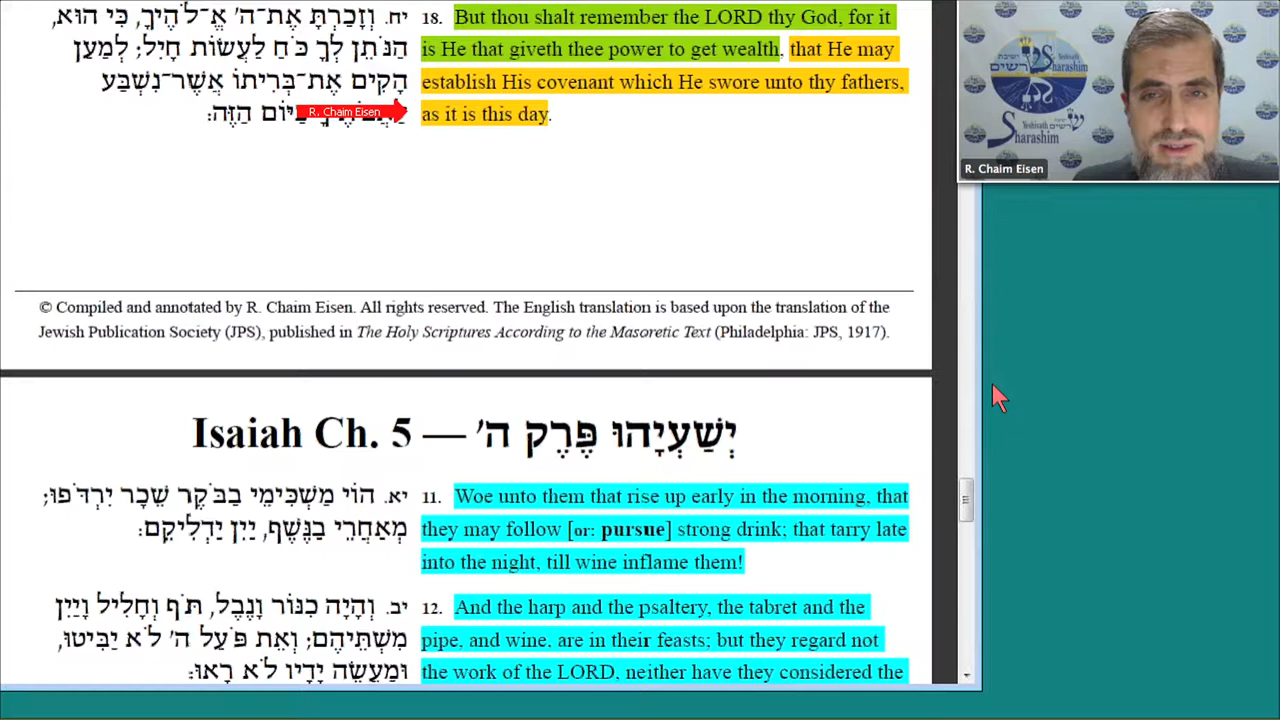 יח. וְזָכַרְתָּ אֶת־ה' אֱ־לֹהֶיךָ, כִּי הוּא,
הַנֹּתֵן לְךָ כֹּחַ לַעֲשׂוֹת חָיִל; לְמַעַן
הָקִים אֶת־בְּרִיתוֹ אֲשֶׁר־נִשְׁבַּע
הַזֶּה:
18. But thou shalt remember the LORD thy God, for it
is He that giveth thee power to get wealth, that He may
establish His covenant which He swore unto thy fathers,
as it is this day.
R. Chaim Eisen
© Compiled and annotated by R. Chaim Eisen. All rights reserved. The English translation is based upon the translation of the
Jewish Publication Society (JPS), published in The Holy Scriptures According to the Masoretic Text (Philadelphia: JPS, 1917).
Isaiah Ch. 5 — יְשַׁעְיָהוּ פֶּרֶק ה'
יא. הוֹי מַשְׁכִּימֵי בַבֹּקֶר שֵׁכָר יִרְדֹּפוּ;
מְאַחֲרֵי בַנֶּשֶׁף, יַיִן יַדְלִיקֵם:
11. Woe unto them that rise up early in the morning, that
they may follow [or: pursue] strong drink; that tarry late
into the night, till wine inflame them!
יב. וְהָיָה כִנּוֹר וָנֶבֶל, תֹּף וְחָלִיל וָיַיִן
מִשְׁתֵּיהֶם; וְאֵת פֹּעַל ה' לֹא יַבִּיטוּ,
וּמַעֲשֵׂה יָדָיו לֹא רָאוּ:
12. And the harp and the psaltery, the tabret and the
pipe, and wine, are in their feasts; but they regard not
the work of the LORD, neither have they considered the
ישיבת
שרשים
Yeshivath
Sharashim
Yeshivath
שרשים
Sharashim
R. Chaim Eisen